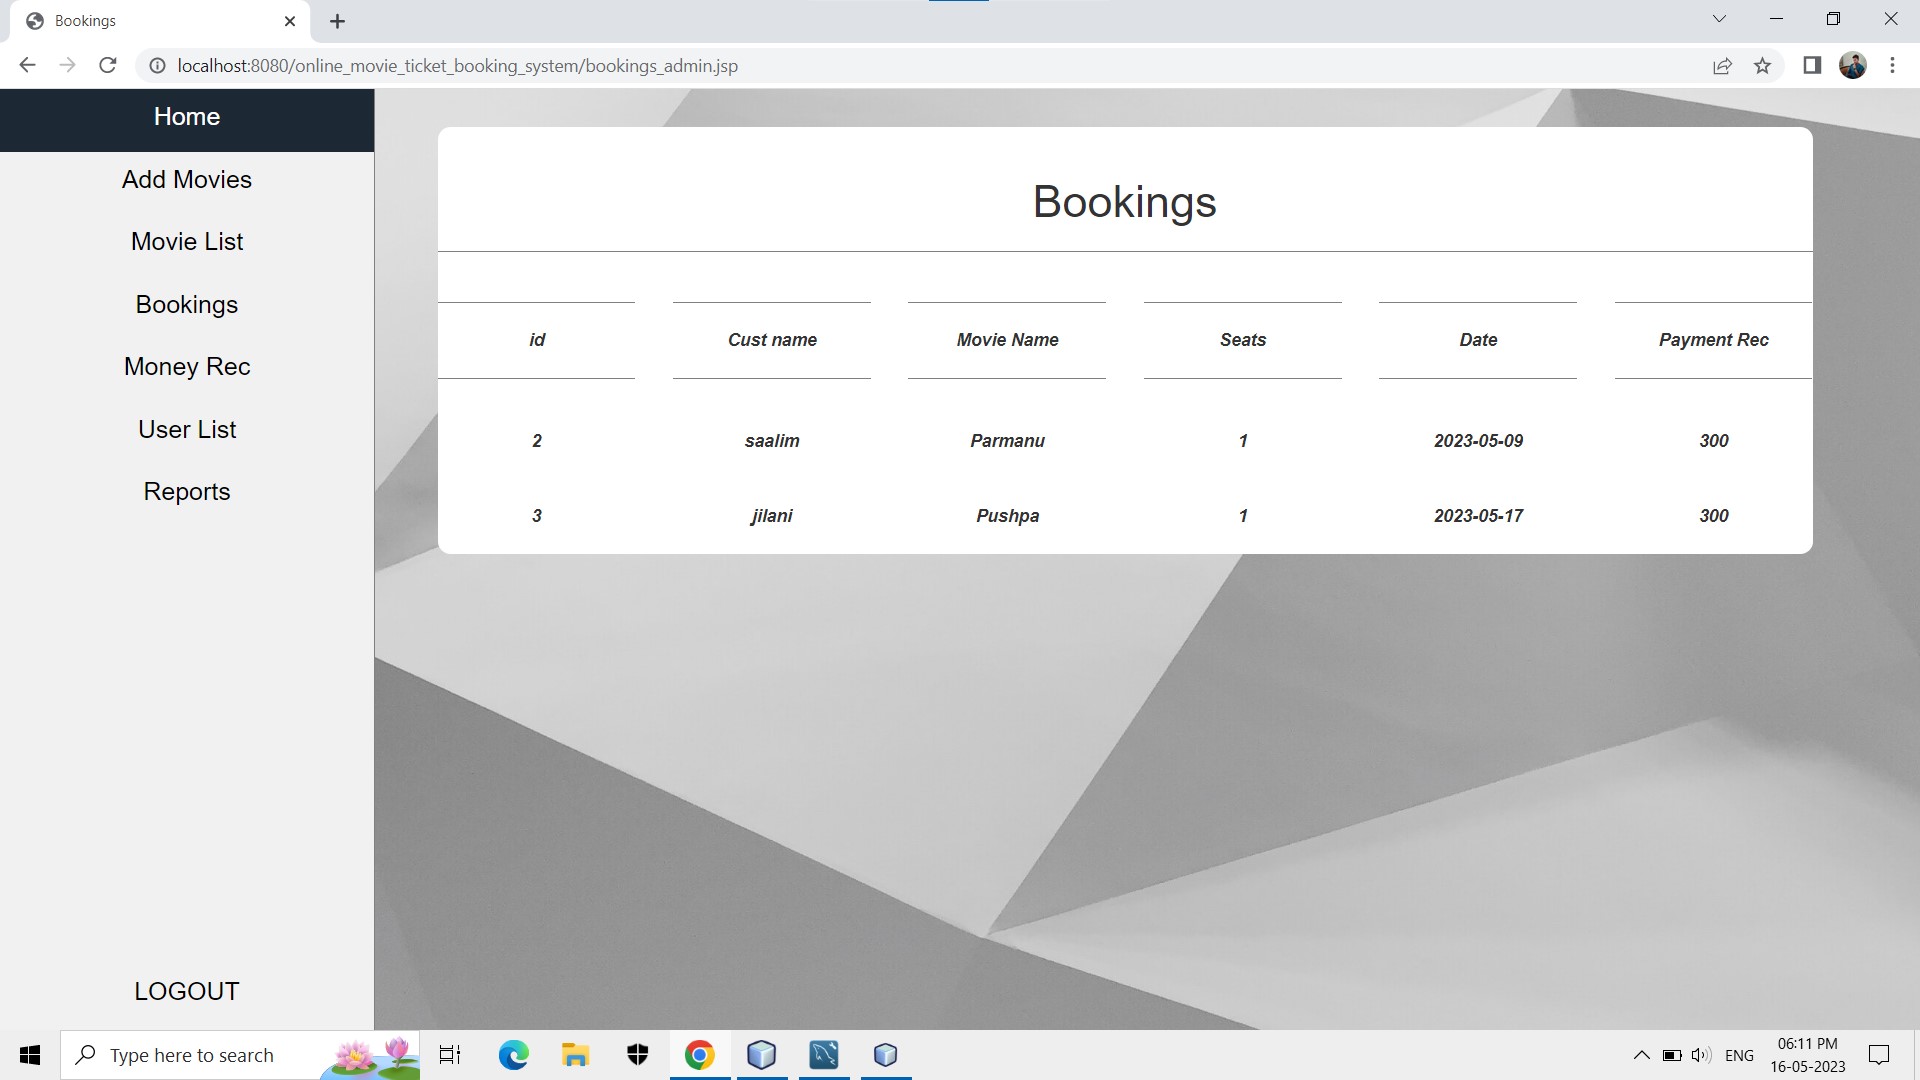 Bookings
localhost:8080/online_movie_ticket_booking_system/bookings_admin.jsp
Home
Add Movies
Movie List
Bookings
Money Rec
User List
Reports
LOGOUT
Bookings
id Cust name Movie Name Seats Date Payment Rec
2 saalim Parmanu 1 2023-05-09 300
3 jilani Pushpa 1 2023-05-17 300
Type here to search
ENG
06:11 PM
16-05-2023